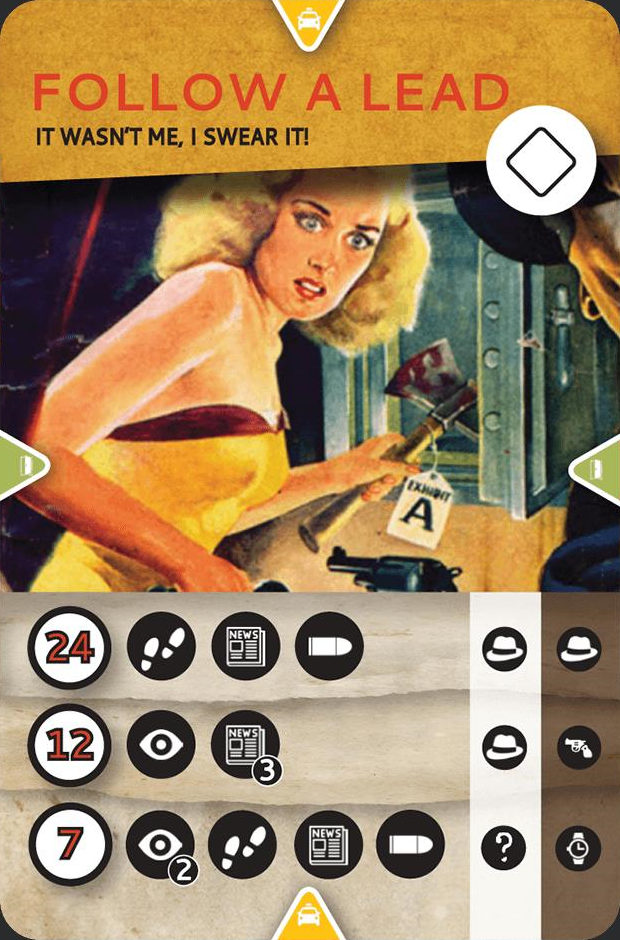 FOLLOW A LEAD
IT WASN'T ME, I SWEAR IT!
EXHIBIT
A
24
NEWS
12
NEWS
3
7
2
NEWS
?